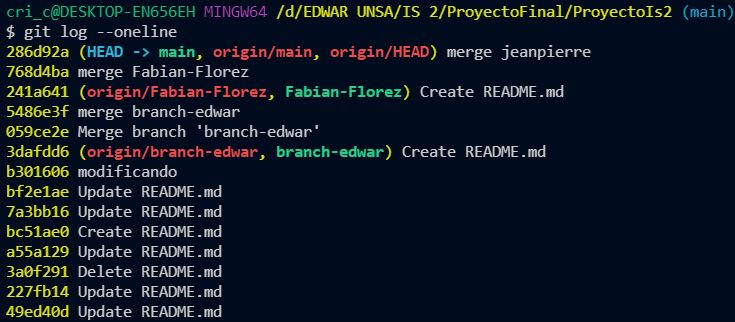 cri_c@DESKTOP-EN656EH MINGW64 /d/EDWAR UNSA/IS 2/ProyectoFinal/ProyectoIs2 (main)
$ git log --oneline
286d92a (HEAD -> main, origin/main, origin/HEAD) merge jeanpierre
768d4ba merge Fabian-Florez
241a641 (origin/Fabian-Florez, Fabian-Florez) Create README.md
5486e3f merge branch-edwar
059ce2e Merge branch 'branch-edwar'
3dafdd6 (origin/branch-edwar, branch-edwar) Create README.md
b301606 modificando
bf2e1ae Update README.md
7a3bb16 Update README.md
bc51ae0 Create README.md
a55a129 Update README.md
3a0f291 Delete README.md
227fb14 Update README.md
49ed40d Update README.md